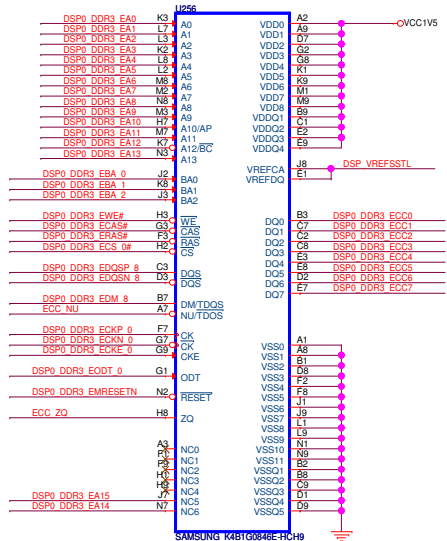 U256
DSP0_DDR3_EA0 K3 A0
DSP0_DDR3_EA1 L7 A1
DSP0_DDR3_EA2 L3 A2
DSP0_DDR3_EA3 K2 A3
DSP0_DDR3_EA4 L8 A4
DSP0_DDR3_EA5 L2 A5
DSP0_DDR3_EA6 M8 A6
DSP0_DDR3_EA7 M2 A7
DSP0_DDR3_EA8 N8 A8
DSP0_DDR3_EA9 M3 A9
DSP0_DDR3_EA10 H7 A10/AP
DSP0_DDR3_EA11 M7 A11
DSP0_DDR3_EA12 K7 A12/BC
DSP0_DDR3_EA13 N3 A13
DSP0_DDR3_EBA_0 J2 BA0
DSP0_DDR3_EBA_1 K8 BA1
DSP0_DDR3_EBA_2 J3 BA2
DSP0_DDR3_EWE# H3 WE
DSP0_DDR3_ECAS# G3 CAS
DSP0_DDR3_ERAS# F3 RAS
DSP0_DDR3_ECS_0# H2 CS
DSP0_DDR3_EDQSP_8 C3 DQS
DSP0_DDR3_EDQSN_8 D3 DQS
DSP0_DDR3_EDM_8 B7 DM/TDQS
ECC_NU A7 NU/TDQS
DSP0_DDR3_ECKP_0 F7 CK
DSP0_DDR3_ECKN_0 G7 CK
DSP0_DDR3_ECKE_0 G9 CKE
DSP0_DDR3_EODT_0 G1 ODT
DSP0_DDR3_EMRESETN N2 RESET
ECC_ZQ H8 ZQ
A3 NC0
F1 NC1
F9 NC2
H1 NC3
H9 NC4
DSP0_DDR3_EA15 J7 NC5
DSP0_DDR3_EA14 N7 NC6
VDD0 A2 VCC1V5
VDD1 A9
VDD2 D7
VDD3 G2
VDD4 G8
VDD5 K1
VDD6 K9
VDD7 M1
VDD8 M9
VDDQ1 B9
VDDQ2 C1
VDDQ3 E2
VDDQ4 E9
VREFCA J8 DSP_VREFSSTL
VREFDQ E1
DQ0 B3 DSP0_DDR3_ECC0
DQ1 C7 DSP0_DDR3_ECC1
DQ2 C2 DSP0_DDR3_ECC2
DQ3 C8 DSP0_DDR3_ECC3
DQ4 E3 DSP0_DDR3_ECC4
DQ5 E8 DSP0_DDR3_ECC5
DQ6 D2 DSP0_DDR3_ECC6
DQ7 E7 DSP0_DDR3_ECC7
VSS0 A1
VSS1 A8
VSS2 B1
VSS3 D8
VSS4 F2
VSS5 F8
VSS6 J1
VSS7 J9
VSS8 L1
VSS9 L9
VSS10 N1
VSS11 N9
VSSQ1 B2
VSSQ2 B8
VSSQ3 C9
VSSQ4 D1
VSSQ5 D9
SAMSUNG_K4B1G0846E-HCH9